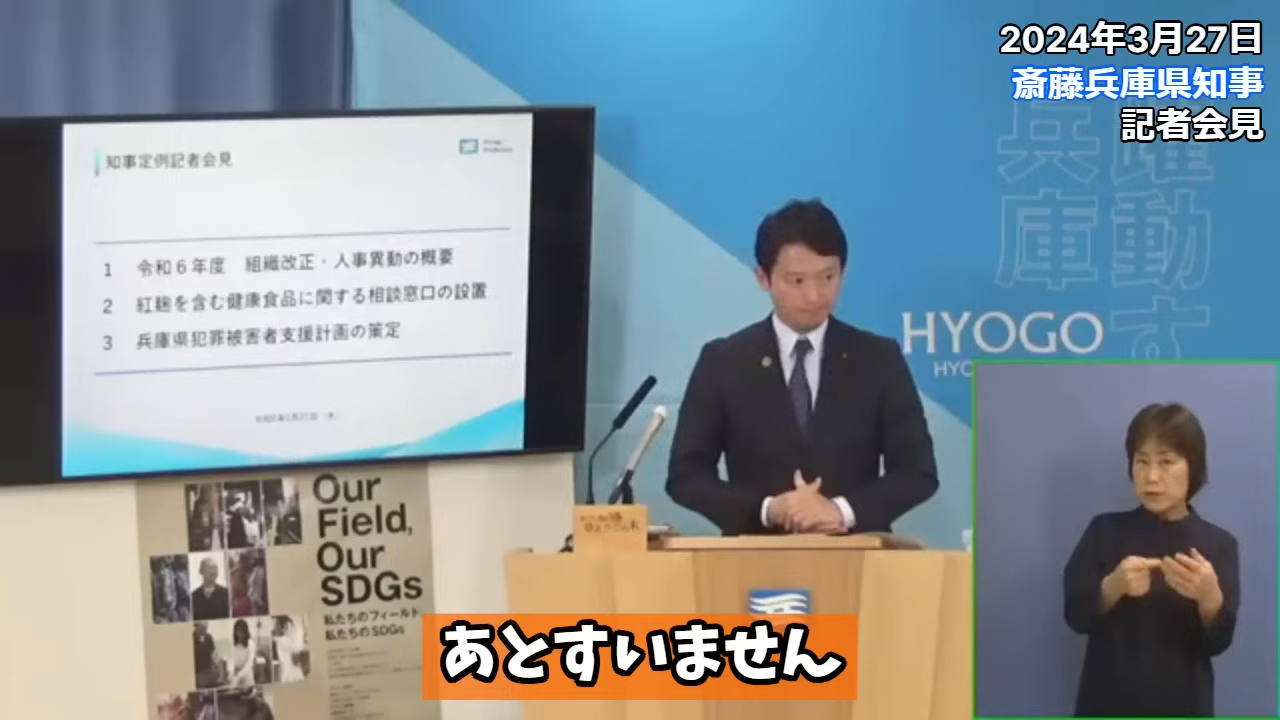 2024年3月27日
斎藤兵庫県知事
記者会見
知事定例記者会見
1 令和6年度 組織改正・人事異動の概要
2 紅麹を含む健康食品に関する相談窓口の設置
3 兵庫県犯罪被害者支援計画の策定
躍動す
兵庫
HYOGO
HYO
Our
Field,
Our
SDGs
私たちのフィールド、
私たちのSDGs
あとすいません